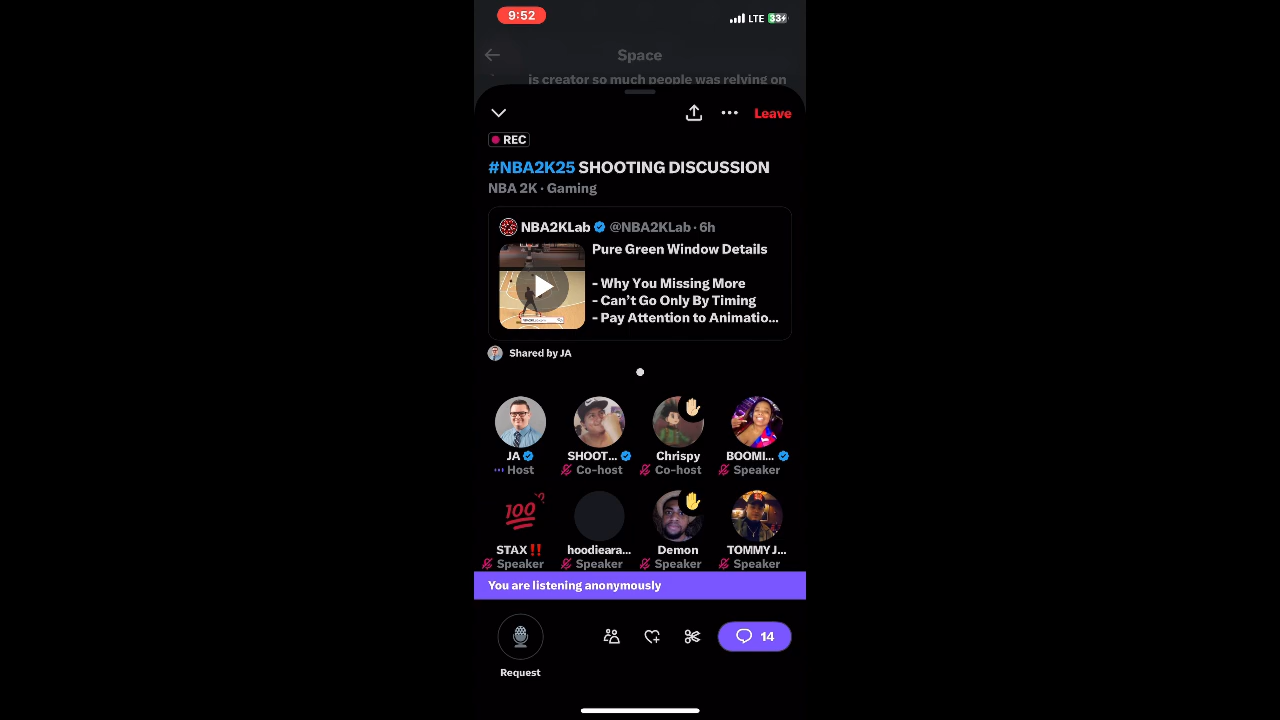 9:52
LTE 33
Space
is creator so much people was relying on
Leave
REC
#NBA2K25 SHOOTING DISCUSSION
NBA 2K · Gaming
NBA2KLab @NBA2KLab · 6h
Pure Green Window Details
- Why You Missing More
- Can't Go Only By Timing
- Pay Attention to Animatio...
Shared by JA
JA SHOOT... Chrispy BOOMI...
Host Co-host Co-host Speaker
100
STAX‼️ hoodieara... Demon TOMMY J...
Speaker Speaker Speaker Speaker
You are listening anonymously
14
Request